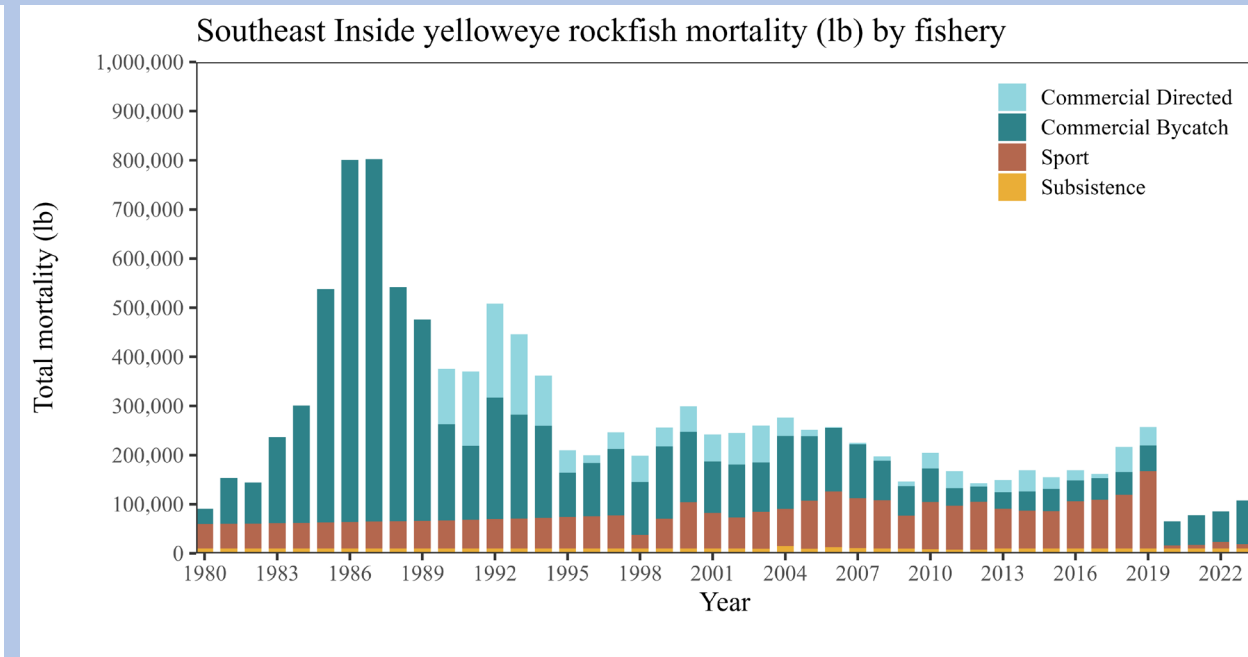 Southeast Inside yelloweye rockfish mortality (lb) by fishery
1,000,000
900,000
800,000
700,000
600,000
500,000
400,000
300,000
200,000
100,000
0
Total mortality (lb)
Commercial Directed
Commercial Bycatch
Sport
Subsistence
1980 1983 1986 1989 1992 1995 1998 2001 2004 2007 2010 2013 2016 2019 2022
Year